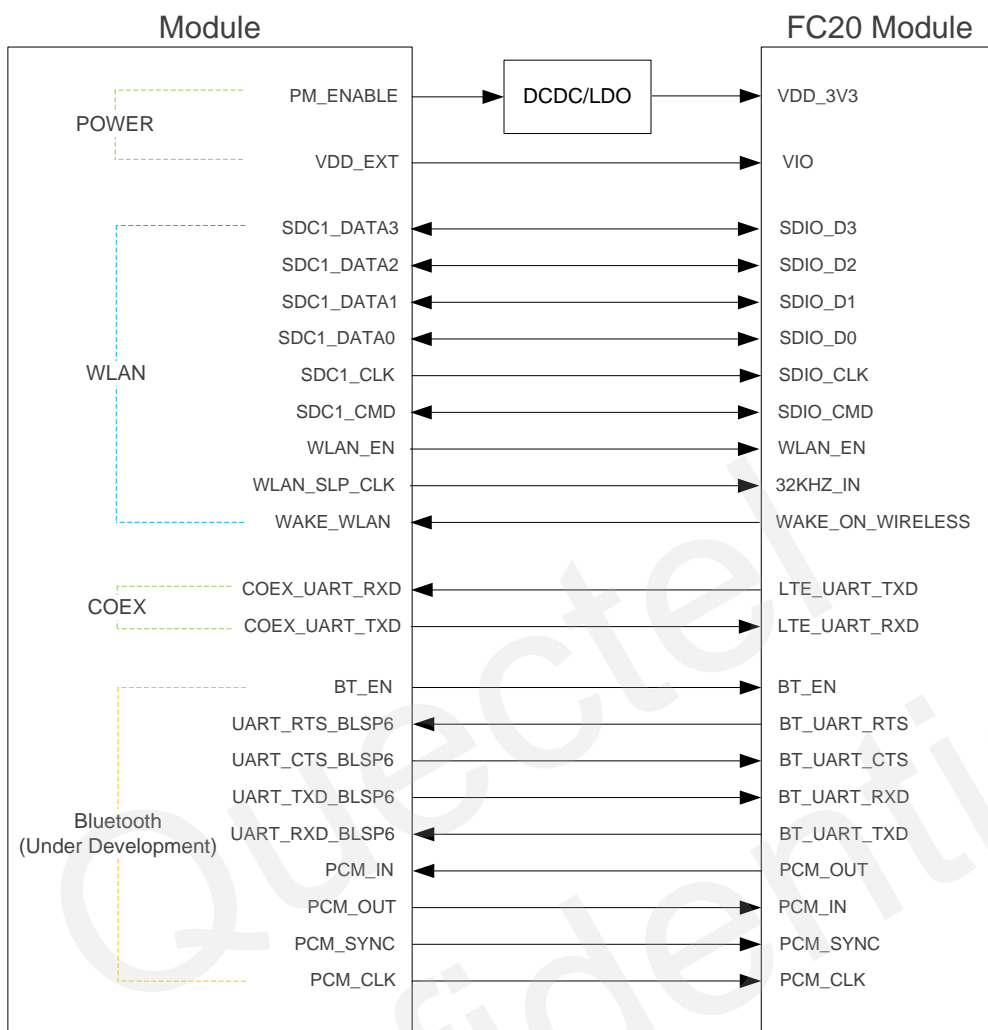 Module FC20 Module
PM_ENABLE DCDC/LDO VDD_3V3
POWER
VDD_EXT VIO
SDC1_DATA3 SDIO_D3
SDC1_DATA2 SDIO_D2
SDC1_DATA1 SDIO_D1
SDC1_DATA0 SDIO_D0
WLAN
SDC1_CLK SDIO_CLK
SDC1_CMD SDIO_CMD
WLAN_EN WLAN_EN
WLAN_SLP_CLK 32KHZ_IN
WAKE_WLAN WAKE_ON_WIRELESS
COEX_UART_RXD LTE_UART_TXD
COEX
COEX_UART_TXD LTE_UART_RXD
BT_EN BT_EN
UART_RTS_BLSP6 BT_UART_RTS
UART_CTS_BLSP6 BT_UART_CTS
UART_TXD_BLSP6 BT_UART_RXD
Bluetooth
(Under Development)
UART_RXD_BLSP6 BT_UART_TXD
PCM_IN PCM_OUT
PCM_OUT PCM_IN
PCM_SYNC PCM_SYNC
PCM_CLK PCM_CLK
Quectel